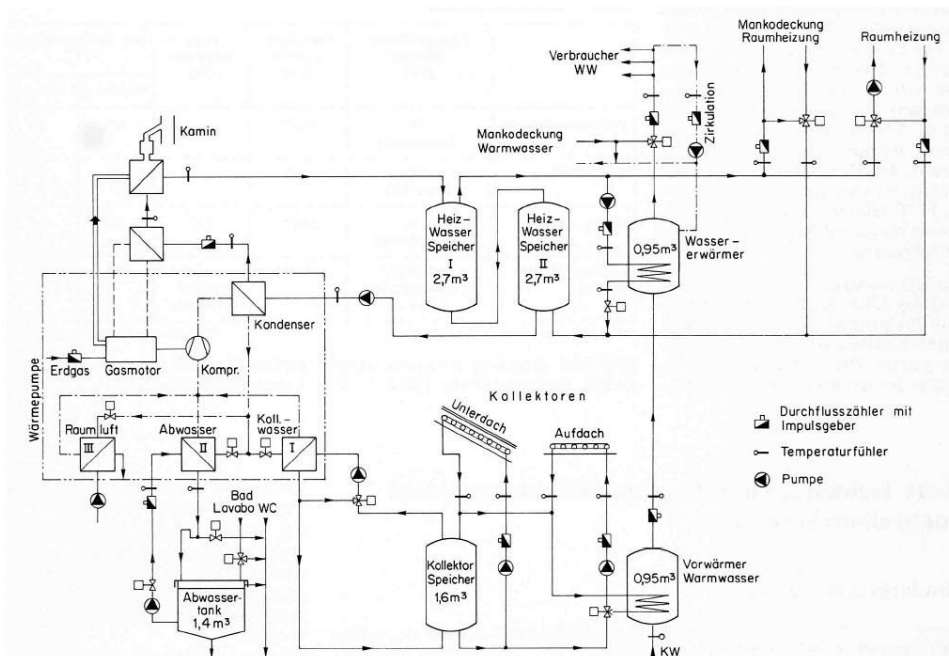 Mankodeckung
Raumheizung
Raumheizung
Verbraucher
WW
Zirkulation
Kamin
Mankodeckung
Warmwasser
Heiz-
Wasser
Speicher
I
2,7m³
Heiz-
Wasser
Speicher
II
2,7m³
0,95m³
Wasser-
erwärmer
Kondenser
Wärmepumpe
Erdgas
Gasmotor
Kompr.
Kollektoren
Unterdach
Aufdach
Durchflusszähler mit
Impulsgeber
Temperaturfühler
Pumpe
Raumluft
III
Abwasser
II
Koll.-
wasser
I
Bad
Lavabo WC
Abwasser-
tank
1,4m³
Kollektor
Speicher
1,6m³
0,95m³
Vorwärmer
Warmwasser
KW